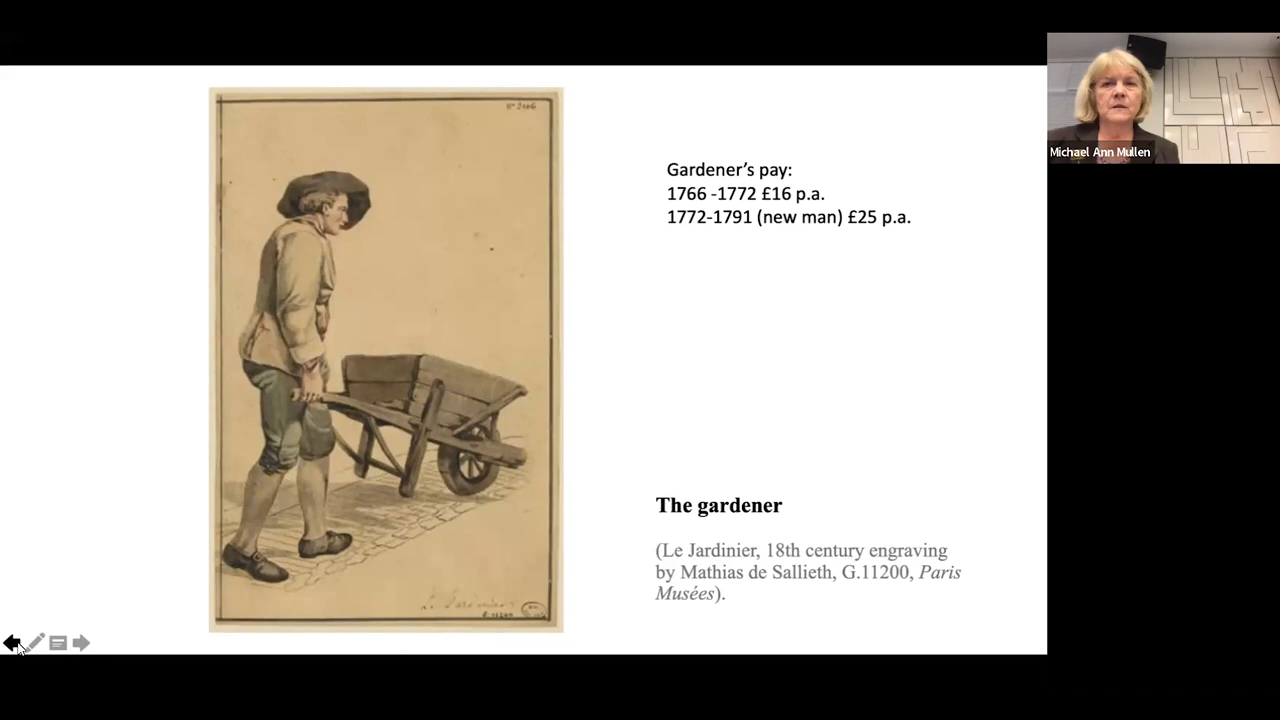 Gardener’s pay:
1766 -1772 £16 p.a.
1772-1791 (new man) £25 p.a.
Michael Ann Mullen
The gardener
(Le Jardinier, 18th century engraving
by Mathias de Sallieth, G.11200, Paris
Musées).